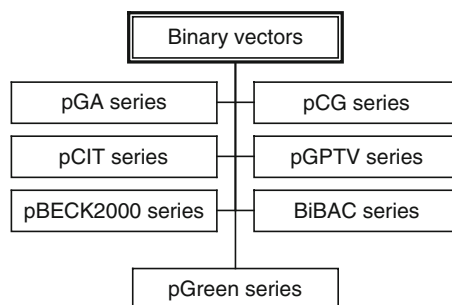 Binary vectors
pGA series
pCG series
pCIT series
pGPTV series
pBECK2000 series
BiBAC series
pGreen series